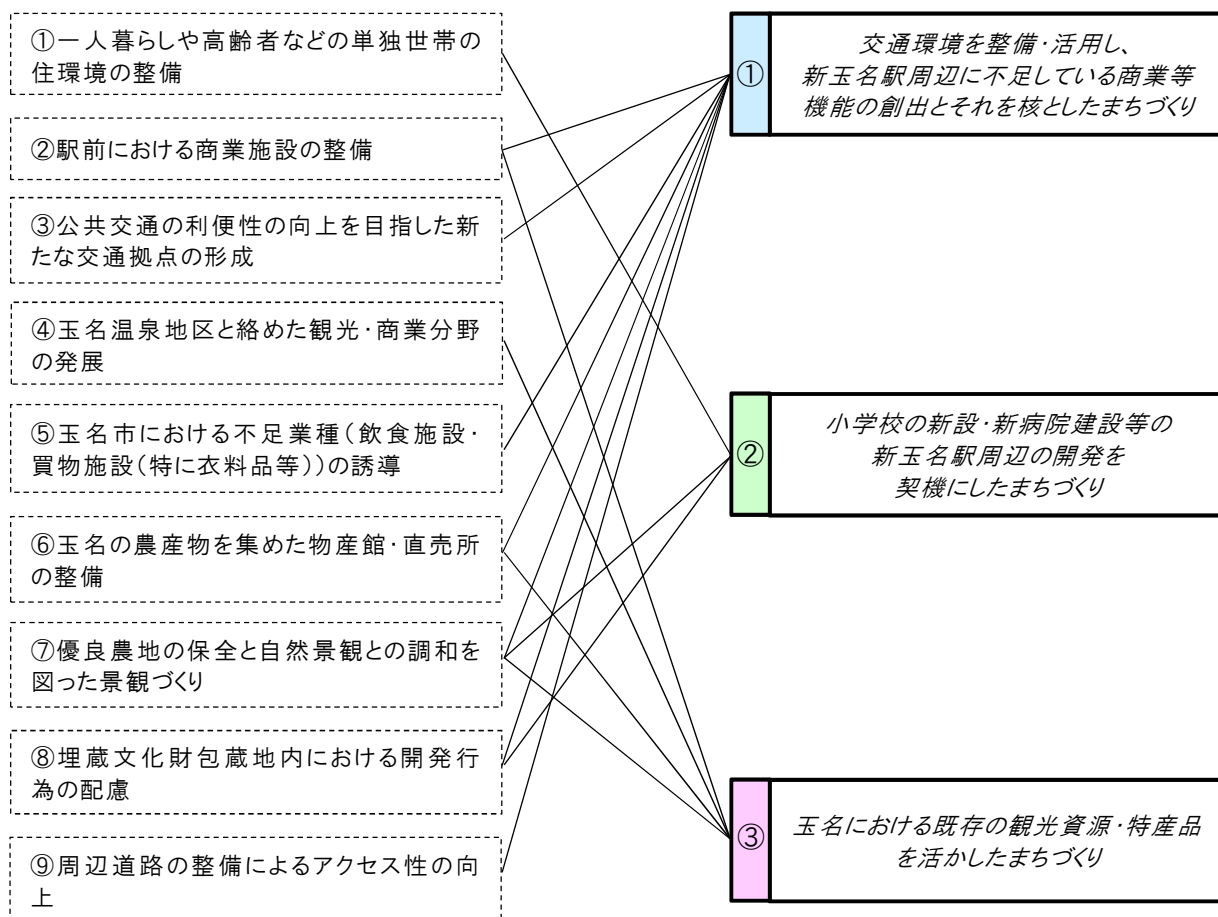 ①一人暮らしや高齢者などの単独世帯の
住環境の整備
②駅前における商業施設の整備
③公共交通の利便性の向上を目指した新
たな交通拠点の形成
④玉名温泉地区と絡めた観光・商業分野
の発展
⑤玉名市における不足業種(飲食施設・
買物施設(特に衣料品等))の誘導
⑥玉名の農産物を集めた物産館・直売所
の整備
⑦優良農地の保全と自然景観との調和を
図った景観づくり
⑧埋蔵文化財包蔵地内における開発行
為の配慮
⑨周辺道路の整備によるアクセス性の向
上
①
交通環境を整備・活用し、
新玉名駅周辺に不足している商業等
機能の創出とそれを核としたまちづくり
②
小学校の新設・新病院建設等の
新玉名駅周辺の開発を
契機にしたまちづくり
③
玉名における既存の観光資源・特産品
を活かしたまちづくり